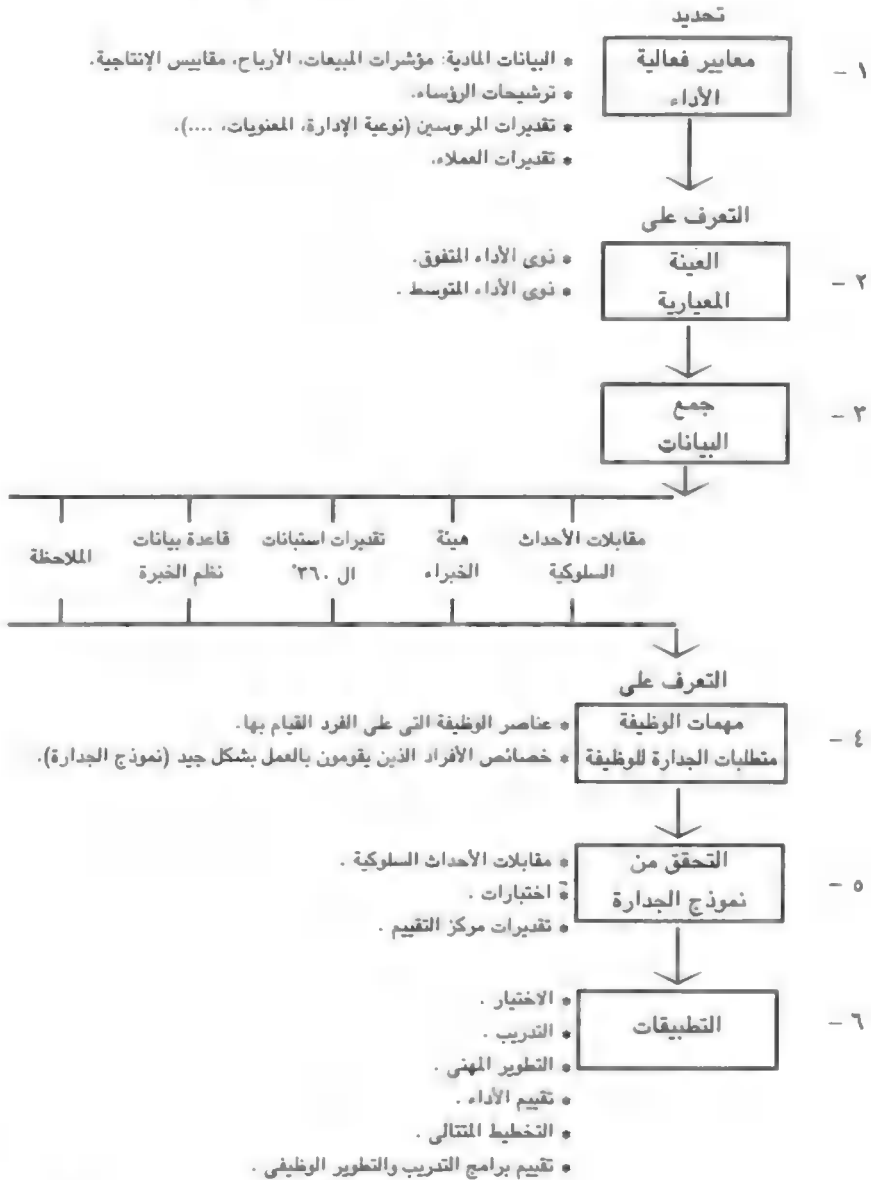 تحديد
١ -
معايير فعالية
الأداء
* البيانات المادية: مؤشرات المبيعات، الأرباح، مقاييس الإنتاجية.
* ترشيحات الرؤساء.
* تقديرات المرءوسين (نوعية الإدارة، المعنويات، ....).
* تقديرات العملاء.
التعرف على
٢ -
العينة
المعيارية
* نوى الأداء المتفوق.
* نوى الأداء المتوسط .
٣ -
جمع
البيانات
مقابلات الأحداث
السلوكية
هيئة
الخبراء
تقديرات استبانات
ال ٣٦٠°
قاعدة بيانات
نظم الخبرة
الملاحظة
التعرف على
٤ -
مهمات الوظيفة
متطلبات الجدارة للوظيفة
* عناصر الوظيفة التى على الفرد القيام بها.
* خصائص الأفراد الذين يقومون بالعمل بشكل جيد (نموذج الجدارة).
٥ -
التحقق من
نموذج الجدارة
* مقابلات الأحداث السلوكية .
* اختبارات .
* تقديرات مركز التقييم .
٦ -
التطبيقات
* الاختيار .
* التدريب .
* التطوير المهنى .
* تقييم الأداء .
* التخطيط المتتالى .
* تقييم برامج التدريب والتطوير الوظيفى .